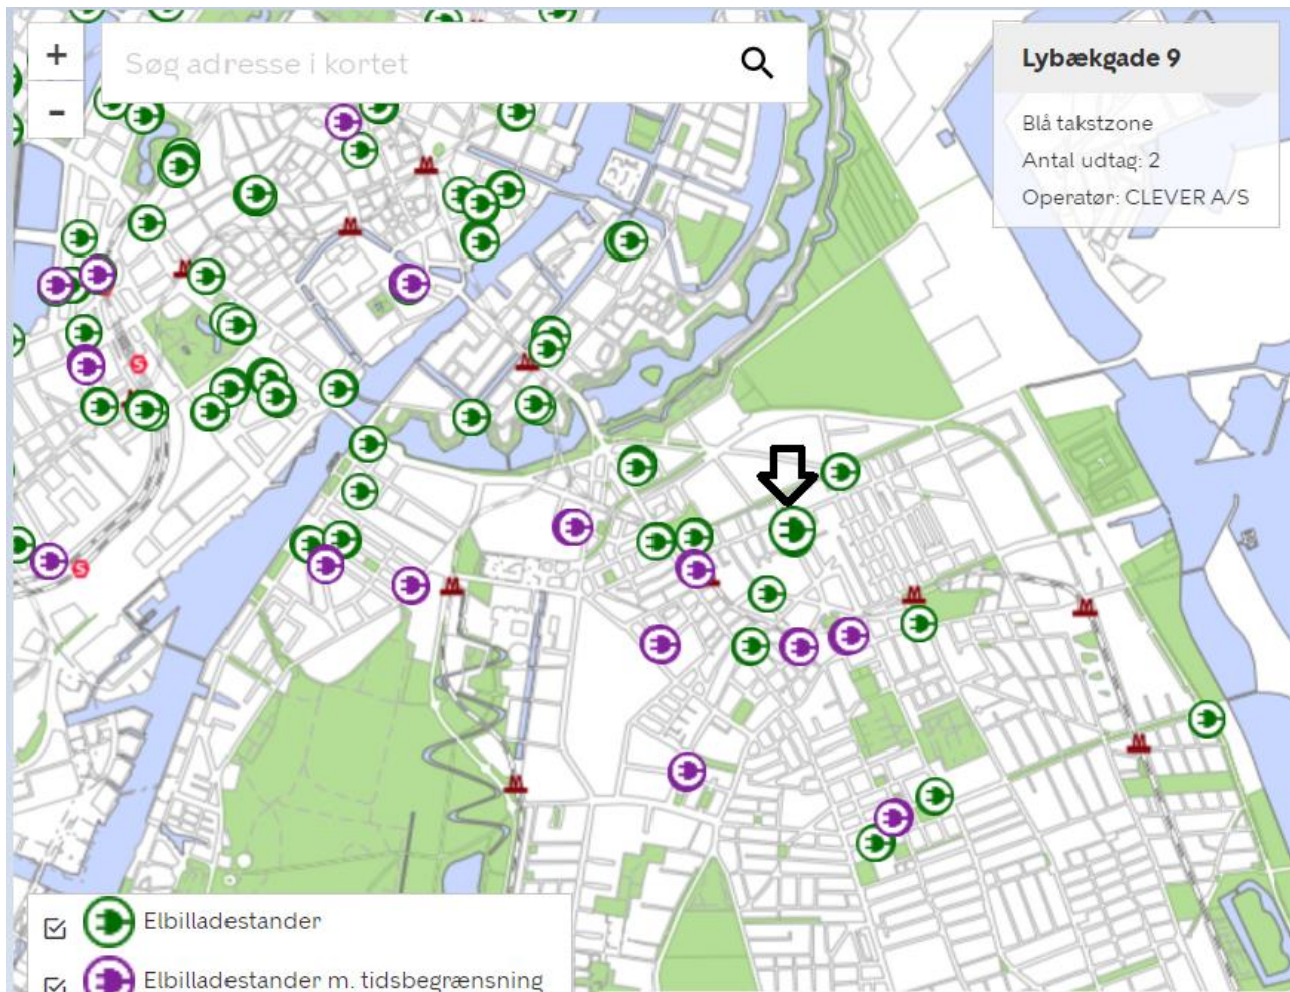 +
Søg adresse i kortet
-
Lybækgade 9
Blå takstzone
Antal udtag: 2
Operatør: CLEVER A/S
M
M
M
M
M
S
M
M
M
M
M
M
S
Elbilladestander
Elbilladestander m. tidsbegrænsning